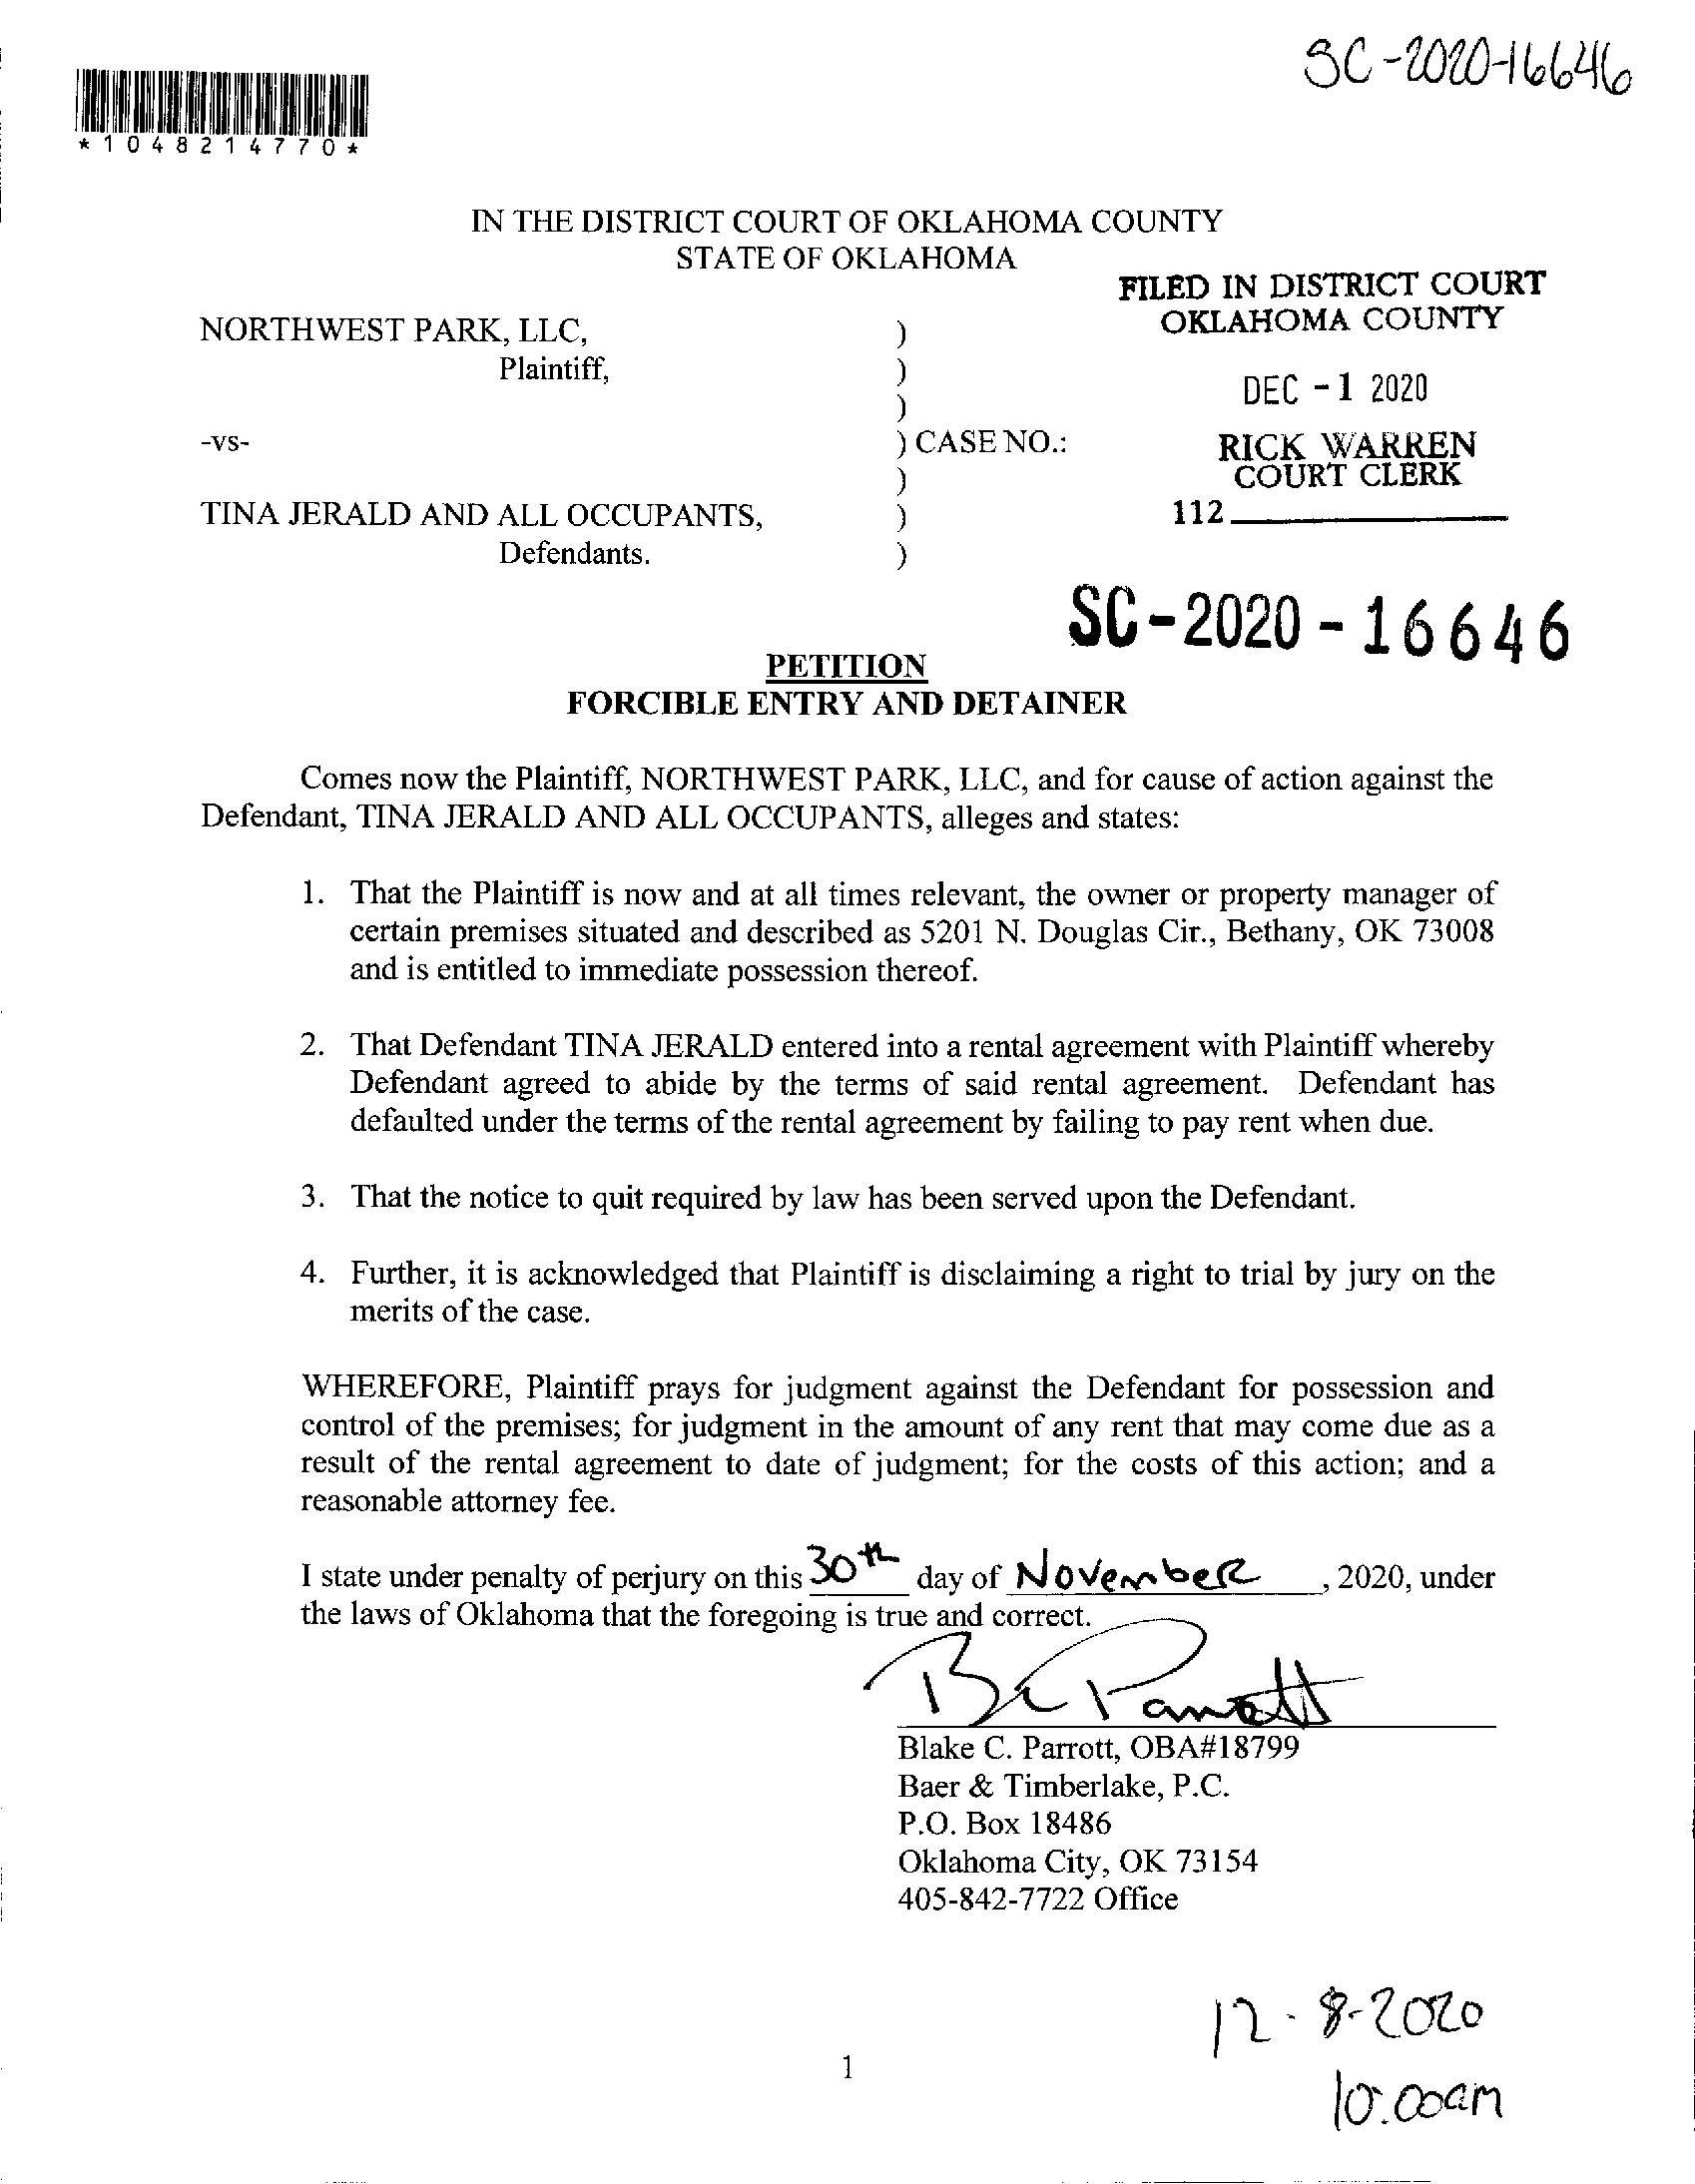 SC-2020-16646
*1048214770*
IN THE DISTRICT COURT OF OKLAHOMA COUNTY
STATE OF OKLAHOMA
FILED IN DISTRICT COURT
OKLAHOMA COUNTY
NORTHWEST PARK, LLC, )
Plaintiff, )
DEC -1 2020
)
-vs- ) CASE NO.:
RICK WARREN
COURT CLERK
)
TINA JERALD AND ALL OCCUPANTS, )
112
Defendants. )
SC-2020-16646
PETITION
FORCIBLE ENTRY AND DETAINER
Comes now the Plaintiff, NORTHWEST PARK, LLC, and for cause of action against the
Defendant, TINA JERALD AND ALL OCCUPANTS, alleges and states:
1. That the Plaintiff is now and at all times relevant, the owner or property manager of
certain premises situated and described as 5201 N. Douglas Cir., Bethany, OK 73008
and is entitled to immediate possession thereof.
2. That Defendant TINA JERALD entered into a rental agreement with Plaintiff whereby
Defendant agreed to abide by the terms of said rental agreement. Defendant has
defaulted under the terms of the rental agreement by failing to pay rent when due.
3. That the notice to quit required by law has been served upon the Defendant.
4. Further, it is acknowledged that Plaintiff is disclaiming a right to trial by jury on the
merits of the case.
WHEREFORE, Plaintiff prays for judgment against the Defendant for possession and
control of the premises; for judgment in the amount of any rent that may come due as a
result of the rental agreement to date of judgment; for the costs of this action; and a
reasonable attorney fee.
I state under penalty of perjury on this 30th day of November, 2020, under
the laws of Oklahoma that the foregoing is true and correct.
B C Parrott
Blake C. Parrott, OBA#18799
Baer & Timberlake, P.C.
P.O. Box 18486
Oklahoma City, OK 73154
405-842-7722 Office
12-8-2020
1
10:00am